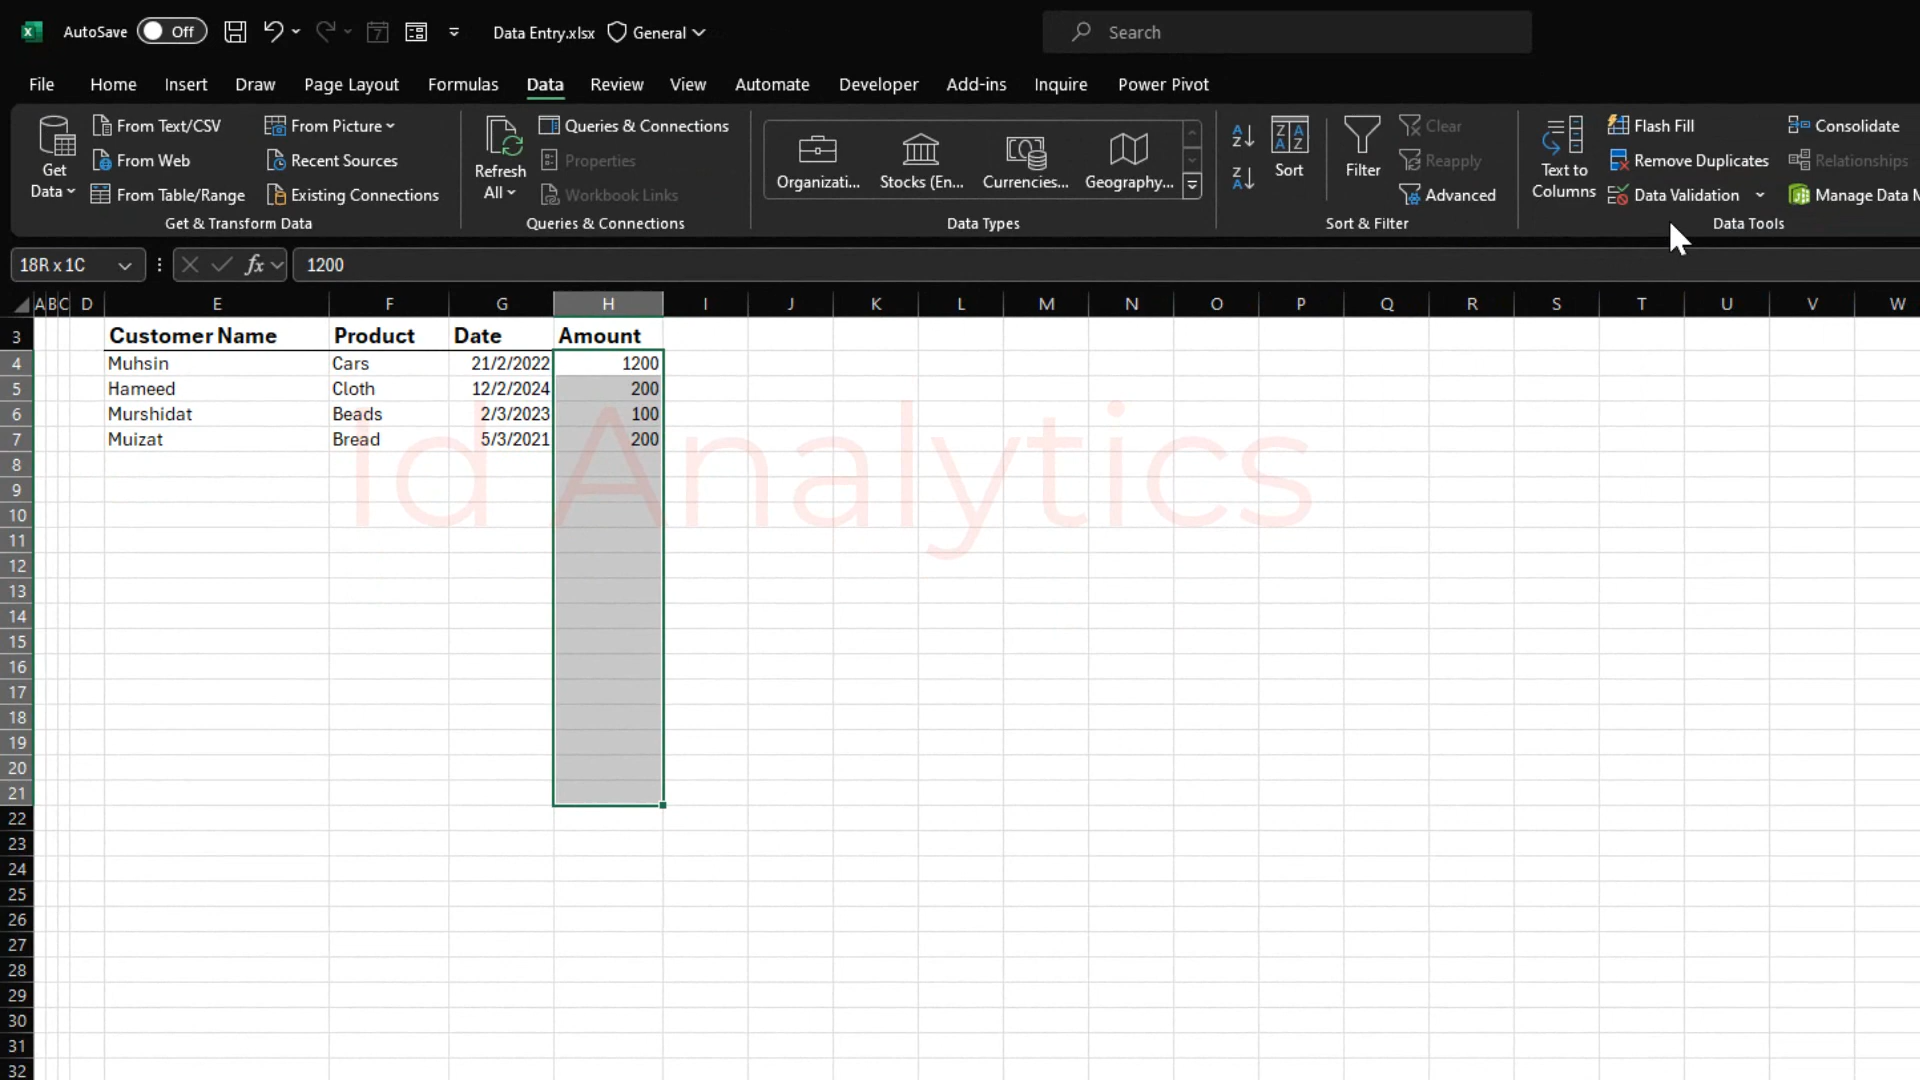 AutoSave Off Data Entry.xlsx General Search
File Home Insert Draw Page Layout Formulas Data Review View Automate Developer Add-ins Inquire Power Pivot
Get Data
From Text/CSV
From Web
From Table/Range
From Picture
Recent Sources
Existing Connections
Get & Transform Data
Refresh All
Queries & Connections
Properties
Workbook Links
Queries & Connections
Organizati...
Stocks (En...
Currencies...
Geography...
Data Types
Sort
Filter
Clear
Reapply
Advanced
Sort & Filter
Text to Columns
Flash Fill
Remove Duplicates
Data Validation
Consolidate
Relationships
Manage Data M
Data Tools
18R x 1C fx 1200
A B C D E F G H I J K L M N O P Q R S T U V W
3 Customer Name Product Date Amount
4 Muhsin Cars 21/2/2022 1200
5 Hameed Cloth 12/2/2024 200
6 Murshidat Beads 2/3/2023 100
7 Muizat Bread 5/3/2021 200
8
9
10
11
12
13
14
15
16
17
18
19
20
21
22
23
24
25
26
27
28
29
30
31
32
Id Analytics